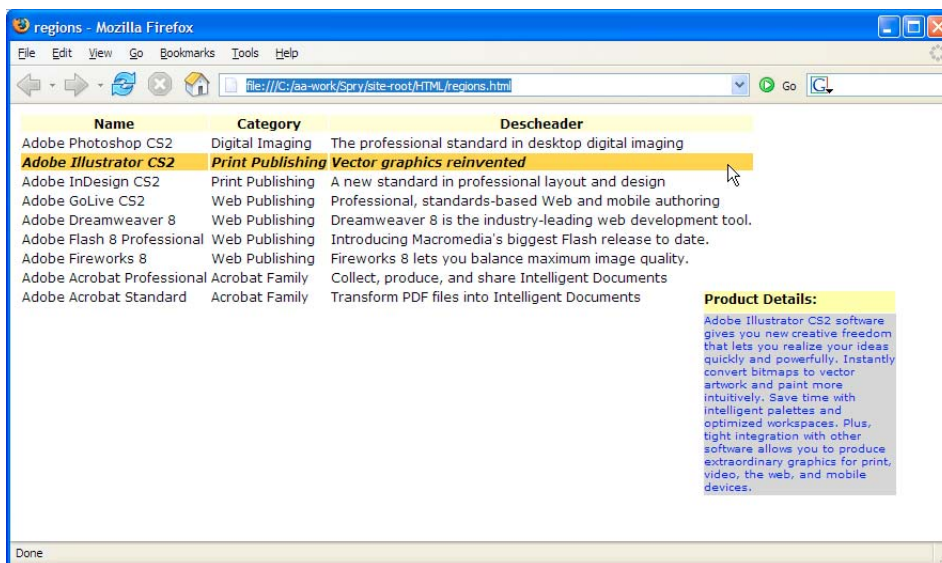 regions - Mozilla Firefox
File Edit View Go Bookmarks Tools Help
file:///C:/aa-work/Spry/site-root/HTML/regions.html Go G
Name Category Descheader
Adobe Photoshop CS2 Digital Imaging The professional standard in desktop digital imaging
Adobe Illustrator CS2 Print Publishing Vector graphics reinvented
Adobe InDesign CS2 Print Publishing A new standard in professional layout and design
Adobe GoLive CS2 Web Publishing Professional, standards-based Web and mobile authoring
Adobe Dreamweaver 8 Web Publishing Dreamweaver 8 is the industry-leading web development tool.
Adobe Flash 8 Professional Web Publishing Introducing Macromedia's biggest Flash release to date.
Adobe Fireworks 8 Web Publishing Fireworks 8 lets you balance maximum image quality.
Adobe Acrobat Professional Acrobat Family Collect, produce, and share Intelligent Documents
Adobe Acrobat Standard Acrobat Family Transform PDF files into Intelligent Documents
Product Details:
Adobe Illustrator CS2 software
gives you new creative freedom
that lets you realize your ideas
quickly and powerfully. Instantly
convert bitmaps to vector
artwork and paint more
intuitively. Save time with
intelligent palettes and
optimized workspaces. Plus,
tight integration with other
software allows you to produce
extraordinary graphics for print,
video, the web, and mobile
devices.
Done